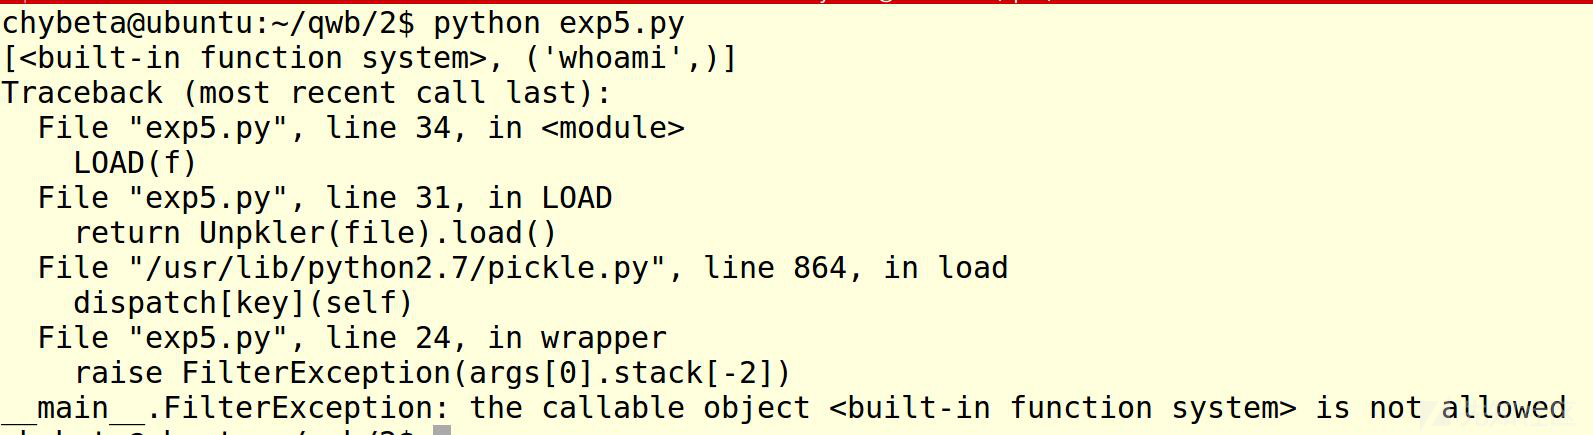 chybeta@ubuntu:~/qwb/2$ python exp5.py
[<built-in function system>, ('whoami',)]
Traceback (most recent call last):
  File "exp5.py", line 34, in <module>
    LOAD(f)
  File "exp5.py", line 31, in LOAD
    return Unpkler(file).load()
  File "/usr/lib/python2.7/pickle.py", line 864, in load
    dispatch[key](self)
  File "exp5.py", line 24, in wrapper
    raise FilterException(args[0].stack[-2])
__main__.FilterException: the callable object <built-in function system> is not allowed